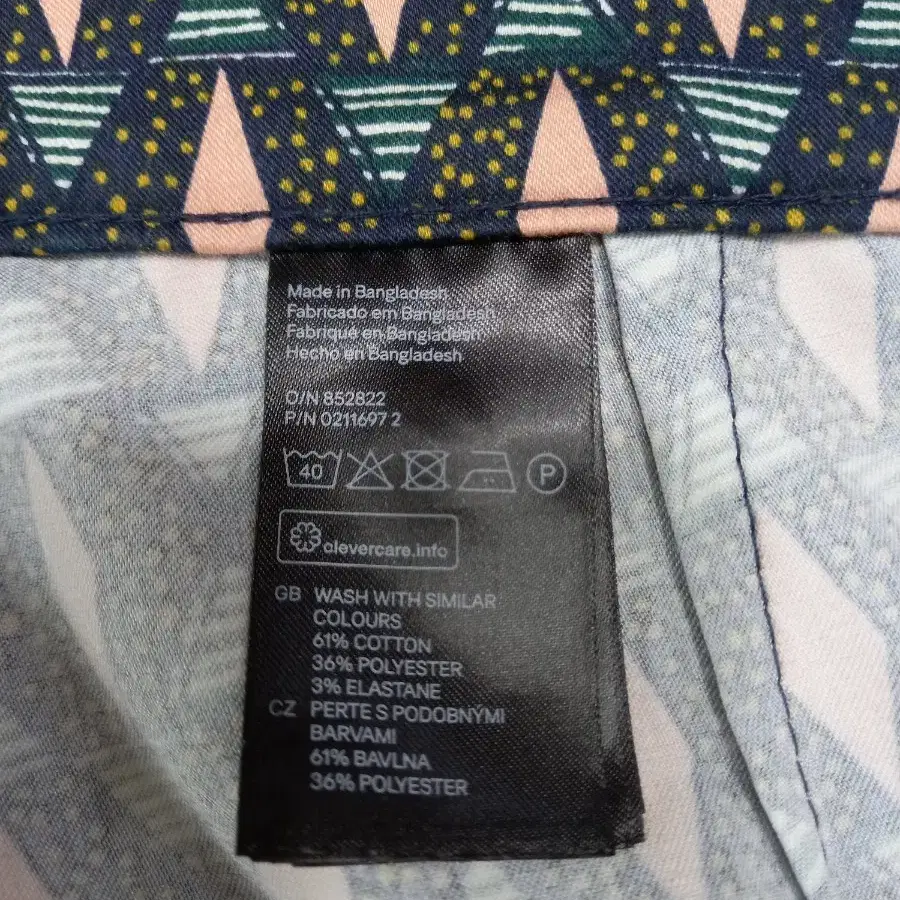 Made in Bangladesh
Fabricado em Bangladesh
Fabriqué en Bangladesh
Hecho en Bangladesh
O/N 852822
P/N 0211697 2
40
P
clevercare.info
GB WASH WITH SIMILAR
COLOURS
61% COTTON
36% POLYESTER
3% ELASTANE
CZ PERTE S PODOBNÝMI
BARVAMI
61% BAVLNA
36% POLYESTER